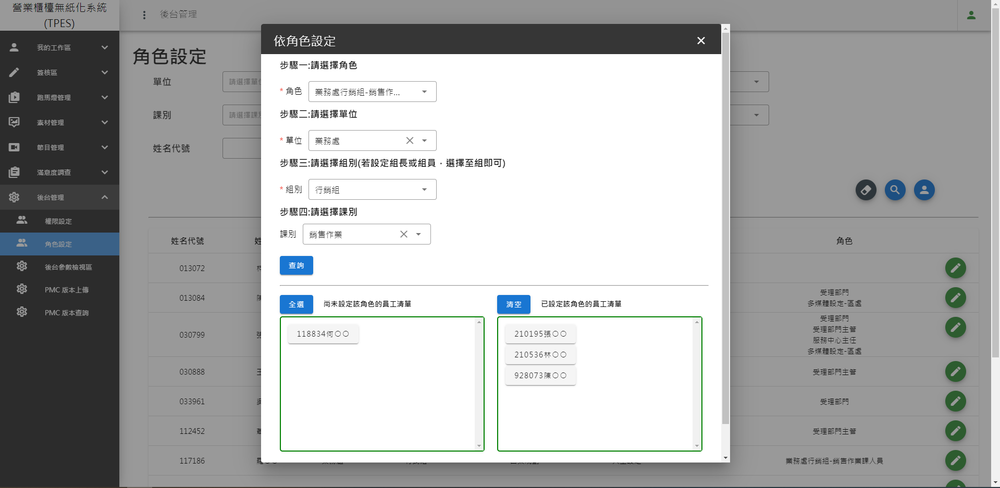 營業櫃檯無紙化系統
(TPES)
後台管理
我的工作區
簽核區
跑馬燈管理
素材管理
節目管理
滿意度調查
後台管理
權限設定
角色設定
後台參數檢視區
PMC 版本上傳
PMC 版本查詢
角色設定
單位
請選擇單位
課別
請選擇課別
姓名代號
依角色設定
步驟一:請選擇角色
* 角色 業務處行銷組-銷售作...
步驟二:請選擇單位
* 單位 業務處
步驟三:請選擇組別(若設定組長或組員，選擇至組即可)
* 組別 行銷組
步驟四:請選擇課別
課別 銷售作業
查詢
全選 尚未設定該角色的員工清單
118834何〇〇
清空 已設定該角色的員工清單
210195張〇〇
210536林〇〇
928073陳〇〇
姓名代號 角色
013072
013084 受理部門
多媒體設定-區處
030799 受理部門
受理部門主管
服務中心主任
多媒體設定-區處
030888 受理部門主管
033961 受理部門
112452 受理部門主管
117186 業務處行銷組-銷售作業課人員